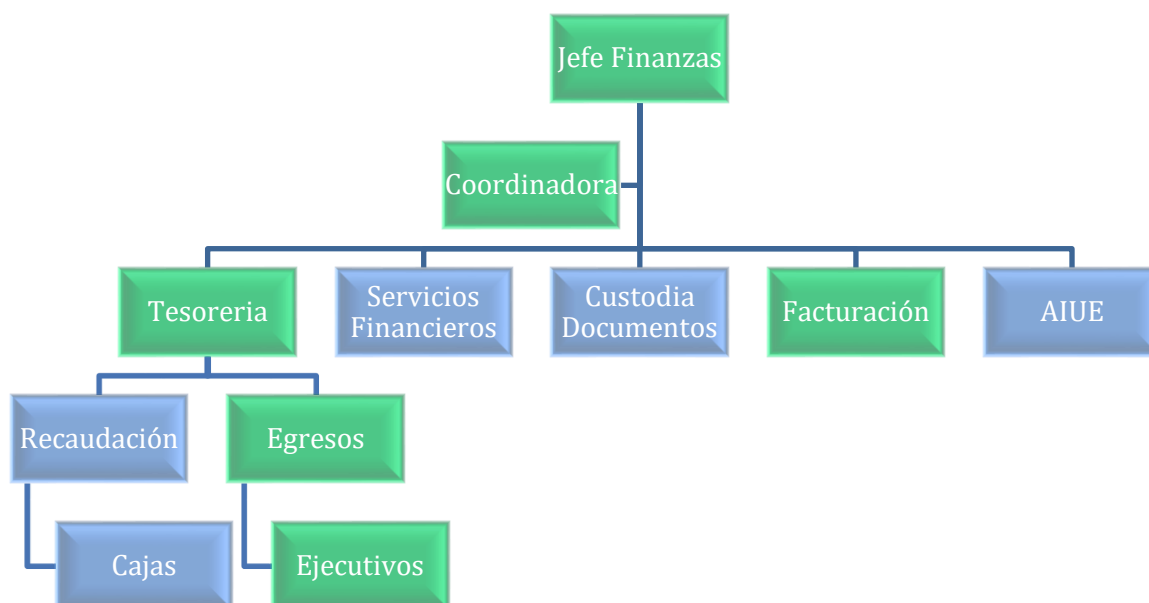 Jefe Finanzas
Coordinadora
Tesoreria
Servicios
Financieros
Custodia
Documentos
Facturación
AIUE
Recaudación
Egresos
Cajas
Ejecutivos